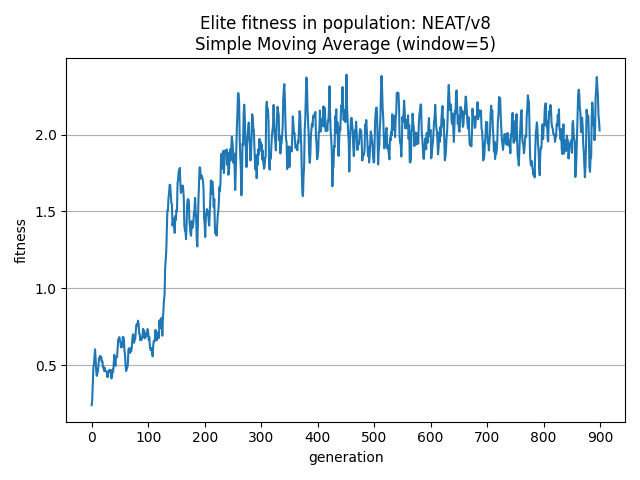 Elite fitness in population: NEAT/v8
Simple Moving Average (window=5)
2.0
1.5
1.0
0.5
fitness
0 100 200 300 400 500 600 700 800 900
generation